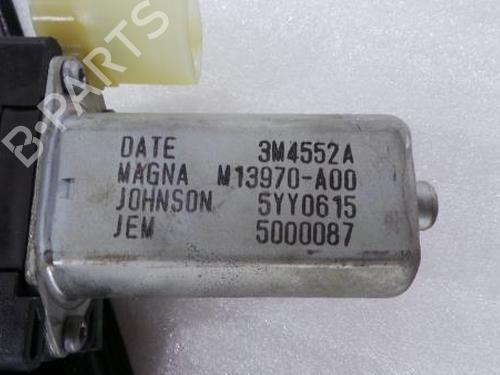 B-PARTS
DATE 3M4552A
MAGNA M13970-A00
JOHNSON 5YY0615
JEM 5000087